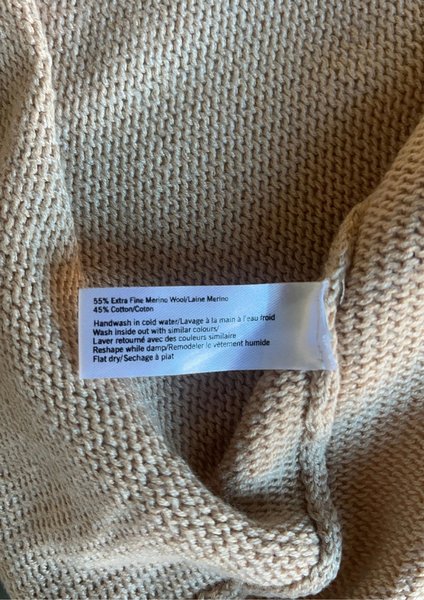 55% Extra Fine Merino Wool/Laine Merino
45% Cotton/Coton
Handwash in cold water/Lavage à la main à l'eau froid
Wash inside out with similar colours/
Laver retourné avec des couleurs similaire
Reshape while damp/Remodeler le vêtement humide
Flat dry/Sechage à plat